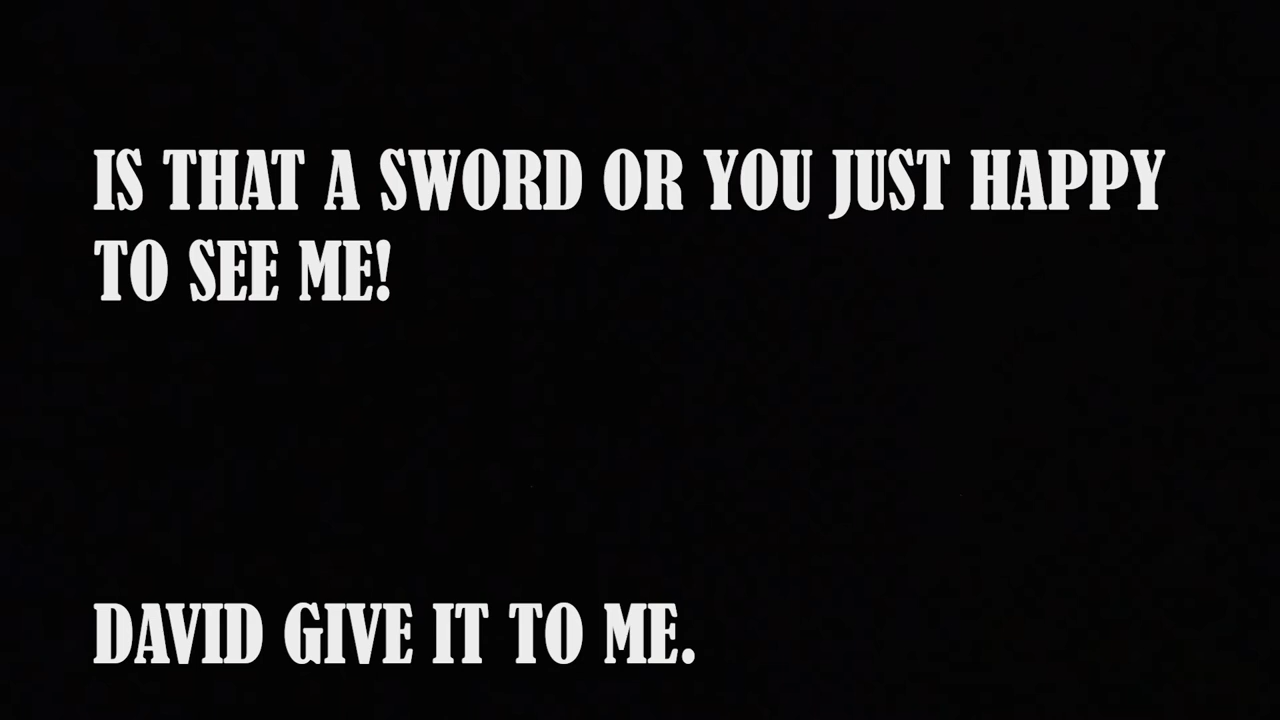 IS THAT A SWORD OR YOU JUST HAPPY
TO SEE ME!
DAVID GIVE IT TO ME.